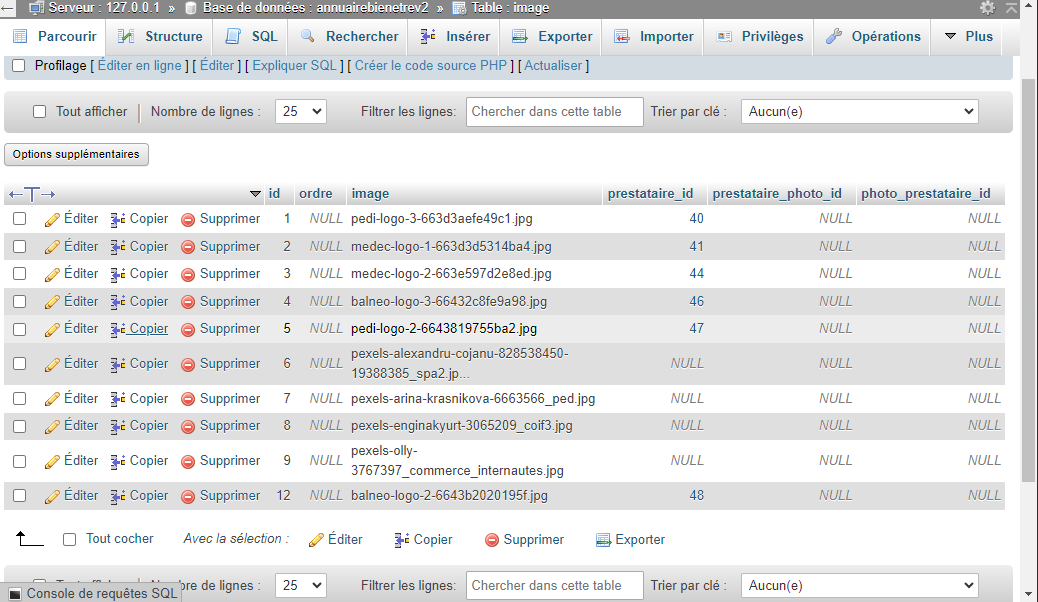 Serveur : 127.0.0.1 » Base de données : annuairebienetrev2 » Table : image
Parcourir Structure SQL Rechercher Insérer Exporter Importer Privilèges Opérations Plus
Profilage [ Éditer en ligne ] [ Éditer ] [ Expliquer SQL ] [ Créer le code source PHP ] [ Actualiser ]
Tout afficher Nombre de lignes : 25 Filtrer les lignes: Chercher dans cette table Trier par clé : Aucun(e)
Options supplémentaires
←T→ id ordre image prestataire_id prestataire_photo_id photo_prestataire_id
Éditer Copier Supprimer 1 NULL pedi-logo-3-663d3aefe49c1.jpg 40 NULL NULL
Éditer Copier Supprimer 2 NULL medec-logo-1-663d3d5314ba4.jpg 41 NULL NULL
Éditer Copier Supprimer 3 NULL medec-logo-2-663e597d2e8ed.jpg 44 NULL NULL
Éditer Copier Supprimer 4 NULL balneo-logo-3-66432c8fe9a98.jpg 46 NULL NULL
Éditer Copier Supprimer 5 NULL pedi-logo-2-6643819755ba2.jpg 47 NULL NULL
Éditer Copier Supprimer 6 NULL pexels-alexandru-cojanu-828538450-
19388385_spa2.jp... NULL NULL NULL
Éditer Copier Supprimer 7 NULL pexels-arina-krasnikova-6663566_ped.jpg NULL NULL NULL
Éditer Copier Supprimer 8 NULL pexels-enginakyurt-3065209_coif3.jpg NULL NULL NULL
Éditer Copier Supprimer 9 NULL pexels-olly-
3767397_commerce_internautes.jpg NULL NULL NULL
Éditer Copier Supprimer 12 NULL balneo-logo-2-6643b2020195f.jpg 48 NULL NULL
Tout cocher Avec la sélection : Éditer Copier Supprimer Exporter
Tout afficher Nombre de lignes : 25 Filtrer les lignes: Chercher dans cette table Trier par clé : Aucun(e)
Console de requêtes SQL